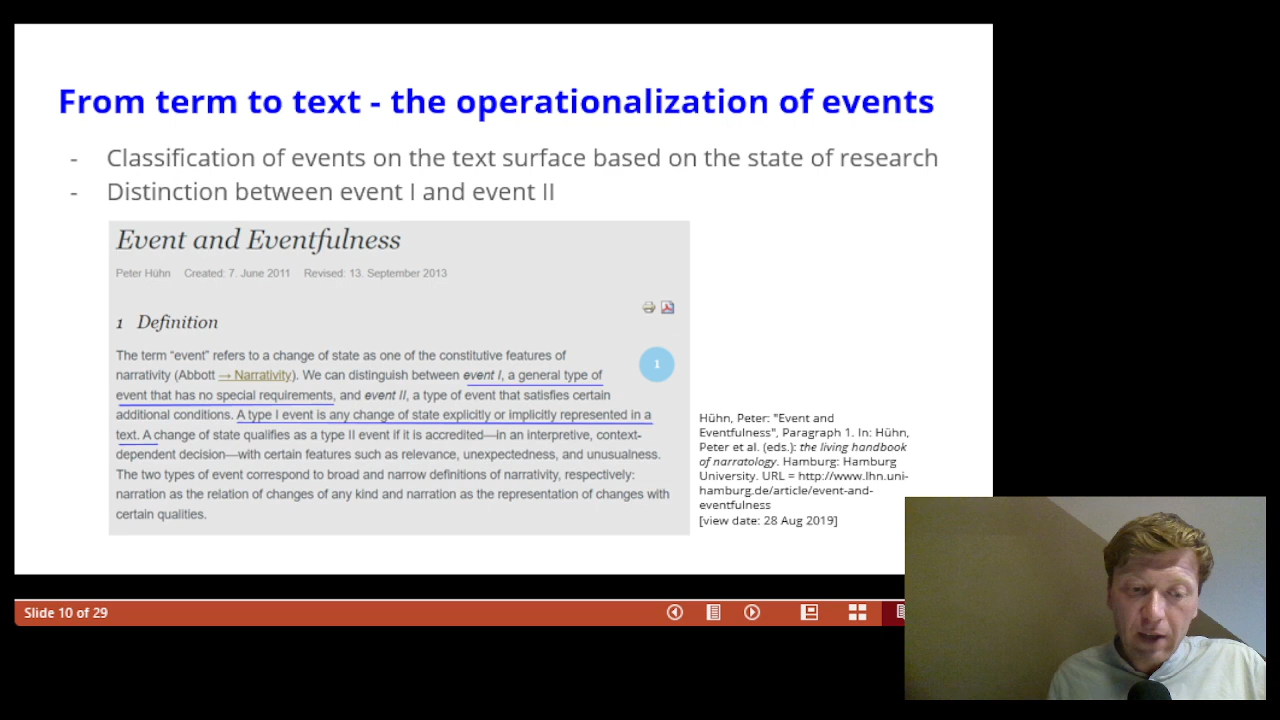 From term to text - the operationalization of events
- Classification of events on the text surface based on the state of research
- Distinction between event I and event II
Event and Eventfulness
Peter Hühn Created: 7. June 2011 Revised: 13. September 2013
1 Definition
The term “event” refers to a change of state as one of the constitutive features of
narrativity (Abbott → Narrativity). We can distinguish between event I, a general type of
event that has no special requirements, and event II, a type of event that satisfies certain
additional conditions. A type I event is any change of state explicitly or implicitly represented in a
text. A change of state qualifies as a type II event if it is accredited—in an interpretive, context-
dependent decision—with certain features such as relevance, unexpectedness, and unusualness.
The two types of event correspond to broad and narrow definitions of narrativity, respectively:
narration as the relation of changes of any kind and narration as the representation of changes with
certain qualities.
1
Hühn, Peter: "Event and
Eventfulness", Paragraph 1. In: Hühn,
Peter et al. (eds.): the living handbook
of narratology. Hamburg: Hamburg
University. URL = http://www.lhn.uni-
hamburg.de/article/event-and-
eventfulness
[view date: 28 Aug 2019]
Slide 10 of 29